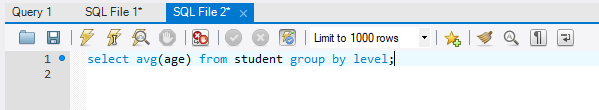 Query 1 SQL File 1* SQL File 2*
Limit to 1000 rows
1 select avg(age) from student group by level;
2